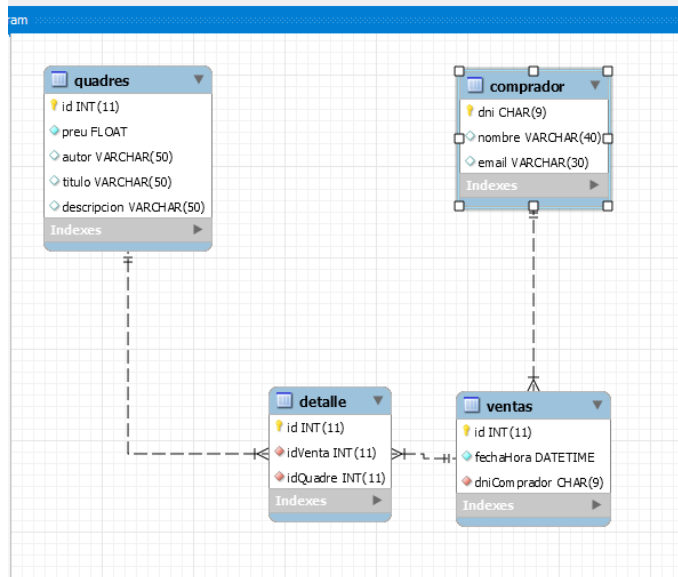 ram
quadres
id INT(11)
preu FLOAT
autor VARCHAR(50)
titulo VARCHAR(50)
descripcion VARCHAR(50)
Indexes
comprador
dni CHAR(9)
nombre VARCHAR(40)
email VARCHAR(30)
Indexes
detalle
id INT(11)
idVenta INT(11)
idQuadre INT(11)
Indexes
ventas
id INT(11)
fechaHora DATETIME
dniComprador CHAR(9)
Indexes